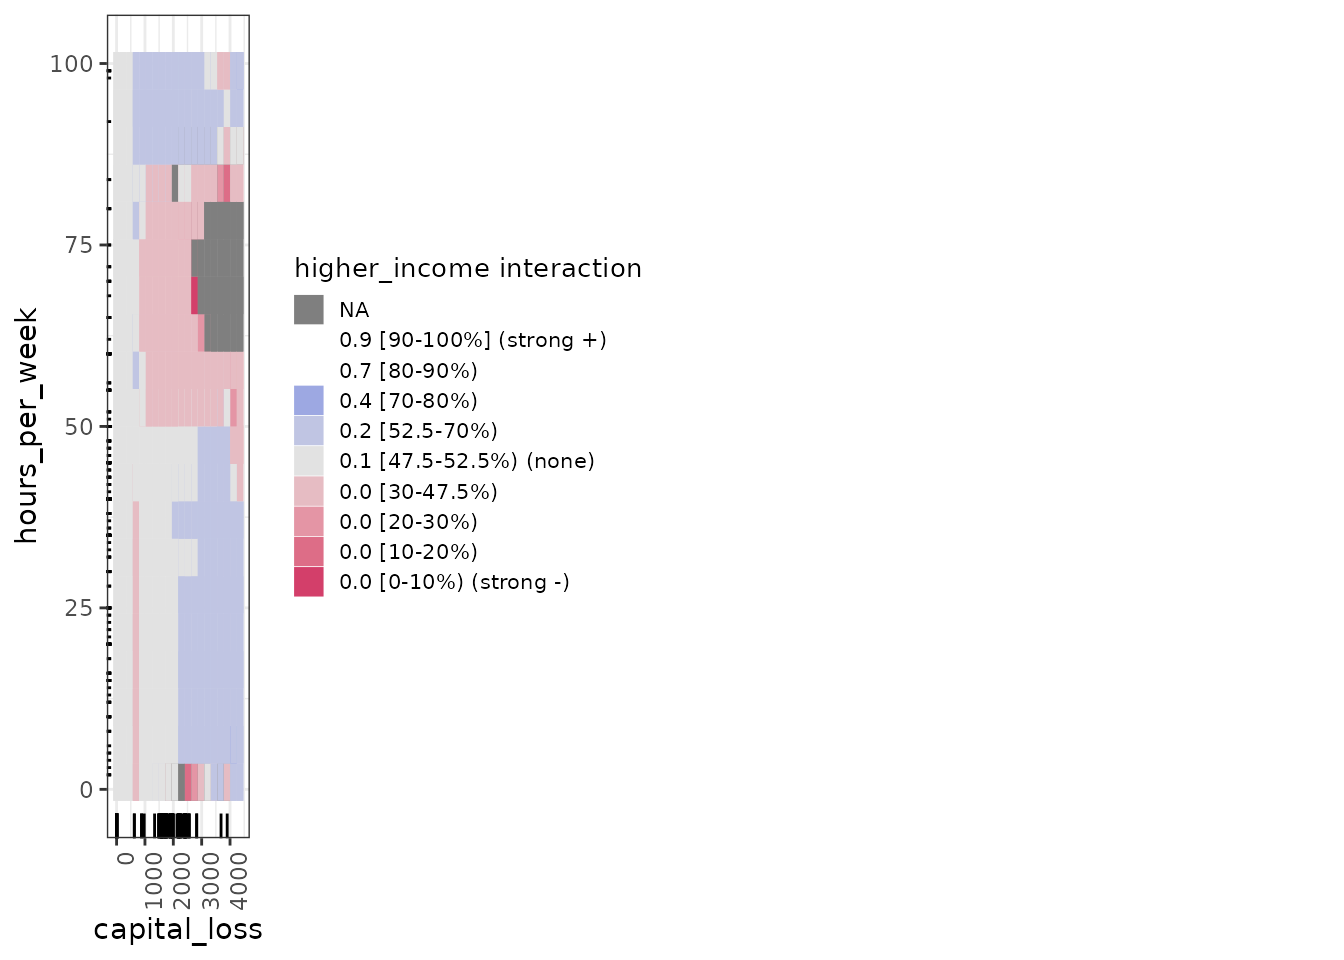 100
75
50
25
0
hours_per_week
0
1000
2000
3000
4000
capital_loss
higher_income interaction
NA
0.9 [90-100%] (strong +)
0.7 [80-90%)
0.4 [70-80%)
0.2 [52.5-70%)
0.1 [47.5-52.5%) (none)
0.0 [30-47.5%)
0.0 [20-30%)
0.0 [10-20%)
0.0 [0-10%) (strong -)